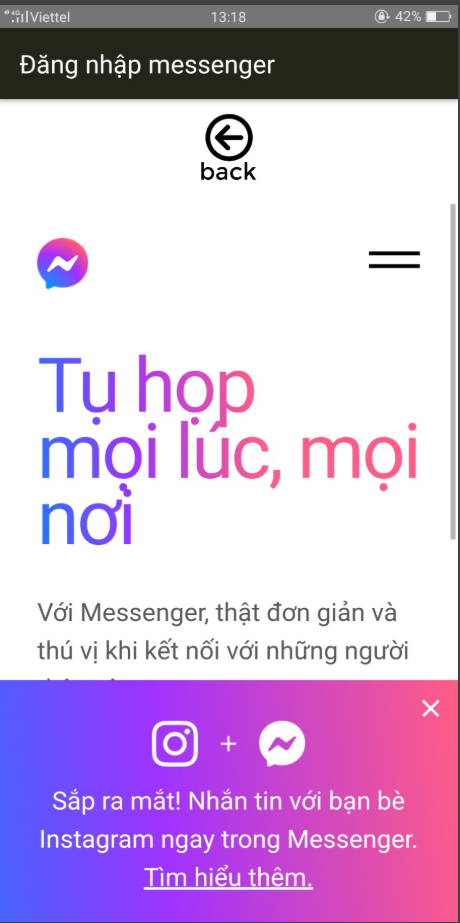 4G Viettel 13:18 42%
Đăng nhập messenger
back
Tụ họp
mọi lúc, mọi
nơi
Với Messenger, thật đơn giản và
thú vị khi kết nối với những người
+
Sắp ra mắt! Nhắn tin với bạn bè
Instagram ngay trong Messenger.
Tìm hiểu thêm.